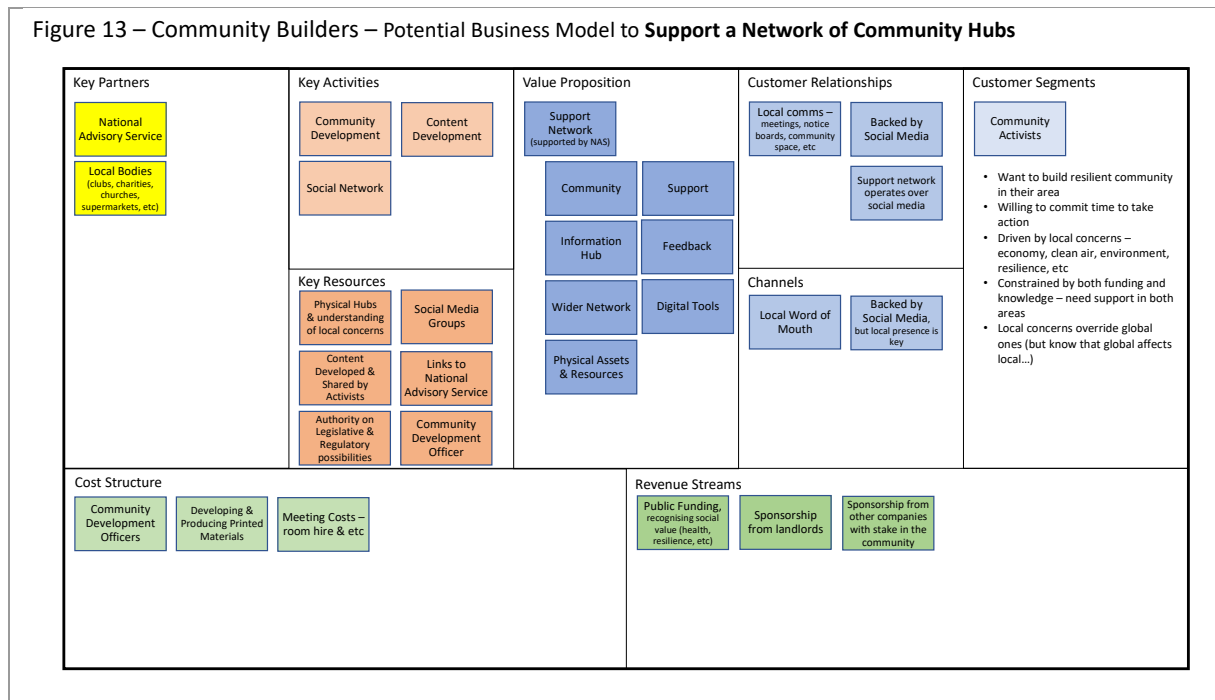 Figure 13 – Community Builders – Potential Business Model to Support a Network of Community Hubs
Key Partners
National
Advisory Service
Local Bodies
(clubs, charities,
churches,
supermarkets, etc)
Key Activities
Community
Development
Content
Development
Social Network
Key Resources
Physical Hubs
& understanding
of local concerns
Social Media
Groups
Content
Developed &
Shared by
Activists
Links to
National
Advisory Service
Authority on
Legislative &
Regulatory
possibilities
Community
Development
Officer
Value Proposition
Support
Network
(supported by NAS)
Community
Support
Information
Hub
Feedback
Wider Network
Digital Tools
Physical Assets
& Resources
Customer Relationships
Local comms –
meetings, notice
boards, community
space, etc
Backed by
Social Media
Support network
operates over
social media
Channels
Local Word of
Mouth
Backed by
Social Media,
but local presence is
key
Customer Segments
Community
Activists
• Want to build resilient community
in their area
• Willing to commit time to take
action
• Driven by local concerns –
economy, clean air, environment,
resilience, etc
• Constrained by both funding and
knowledge – need support in both
areas
• Local concerns override global
ones (but know that global affects
local…)
Cost Structure
Community
Development
Officers
Developing &
Producing Printed
Materials
Meeting Costs –
room hire & etc
Revenue Streams
Public Funding,
recognising social
value (health,
resilience, etc)
Sponsorship
from landlords
Sponsorship from
other companies
with stake in the
community